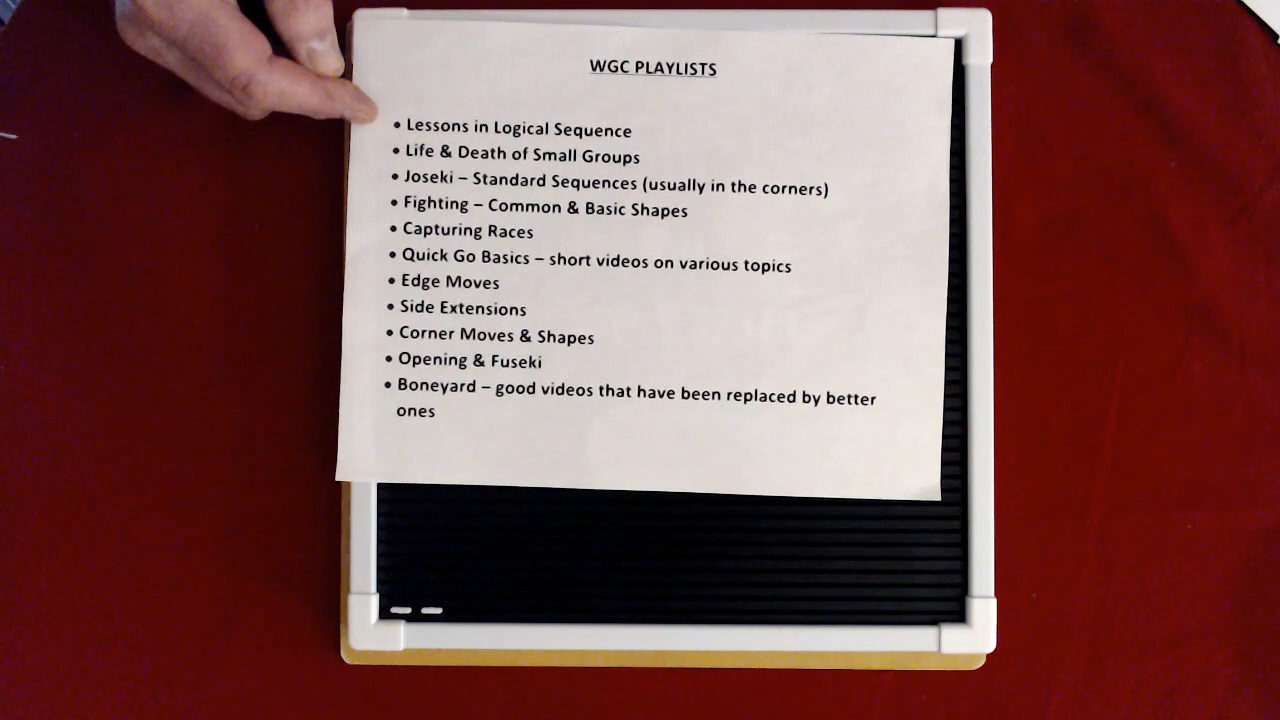 WGC PLAYLISTS
• Lessons in Logical Sequence
• Life & Death of Small Groups
• Joseki – Standard Sequences (usually in the corners)
• Fighting – Common & Basic Shapes
• Capturing Races
• Quick Go Basics – short videos on various topics
• Edge Moves
• Side Extensions
• Corner Moves & Shapes
• Opening & Fuseki
• Boneyard – good videos that have been replaced by better
ones